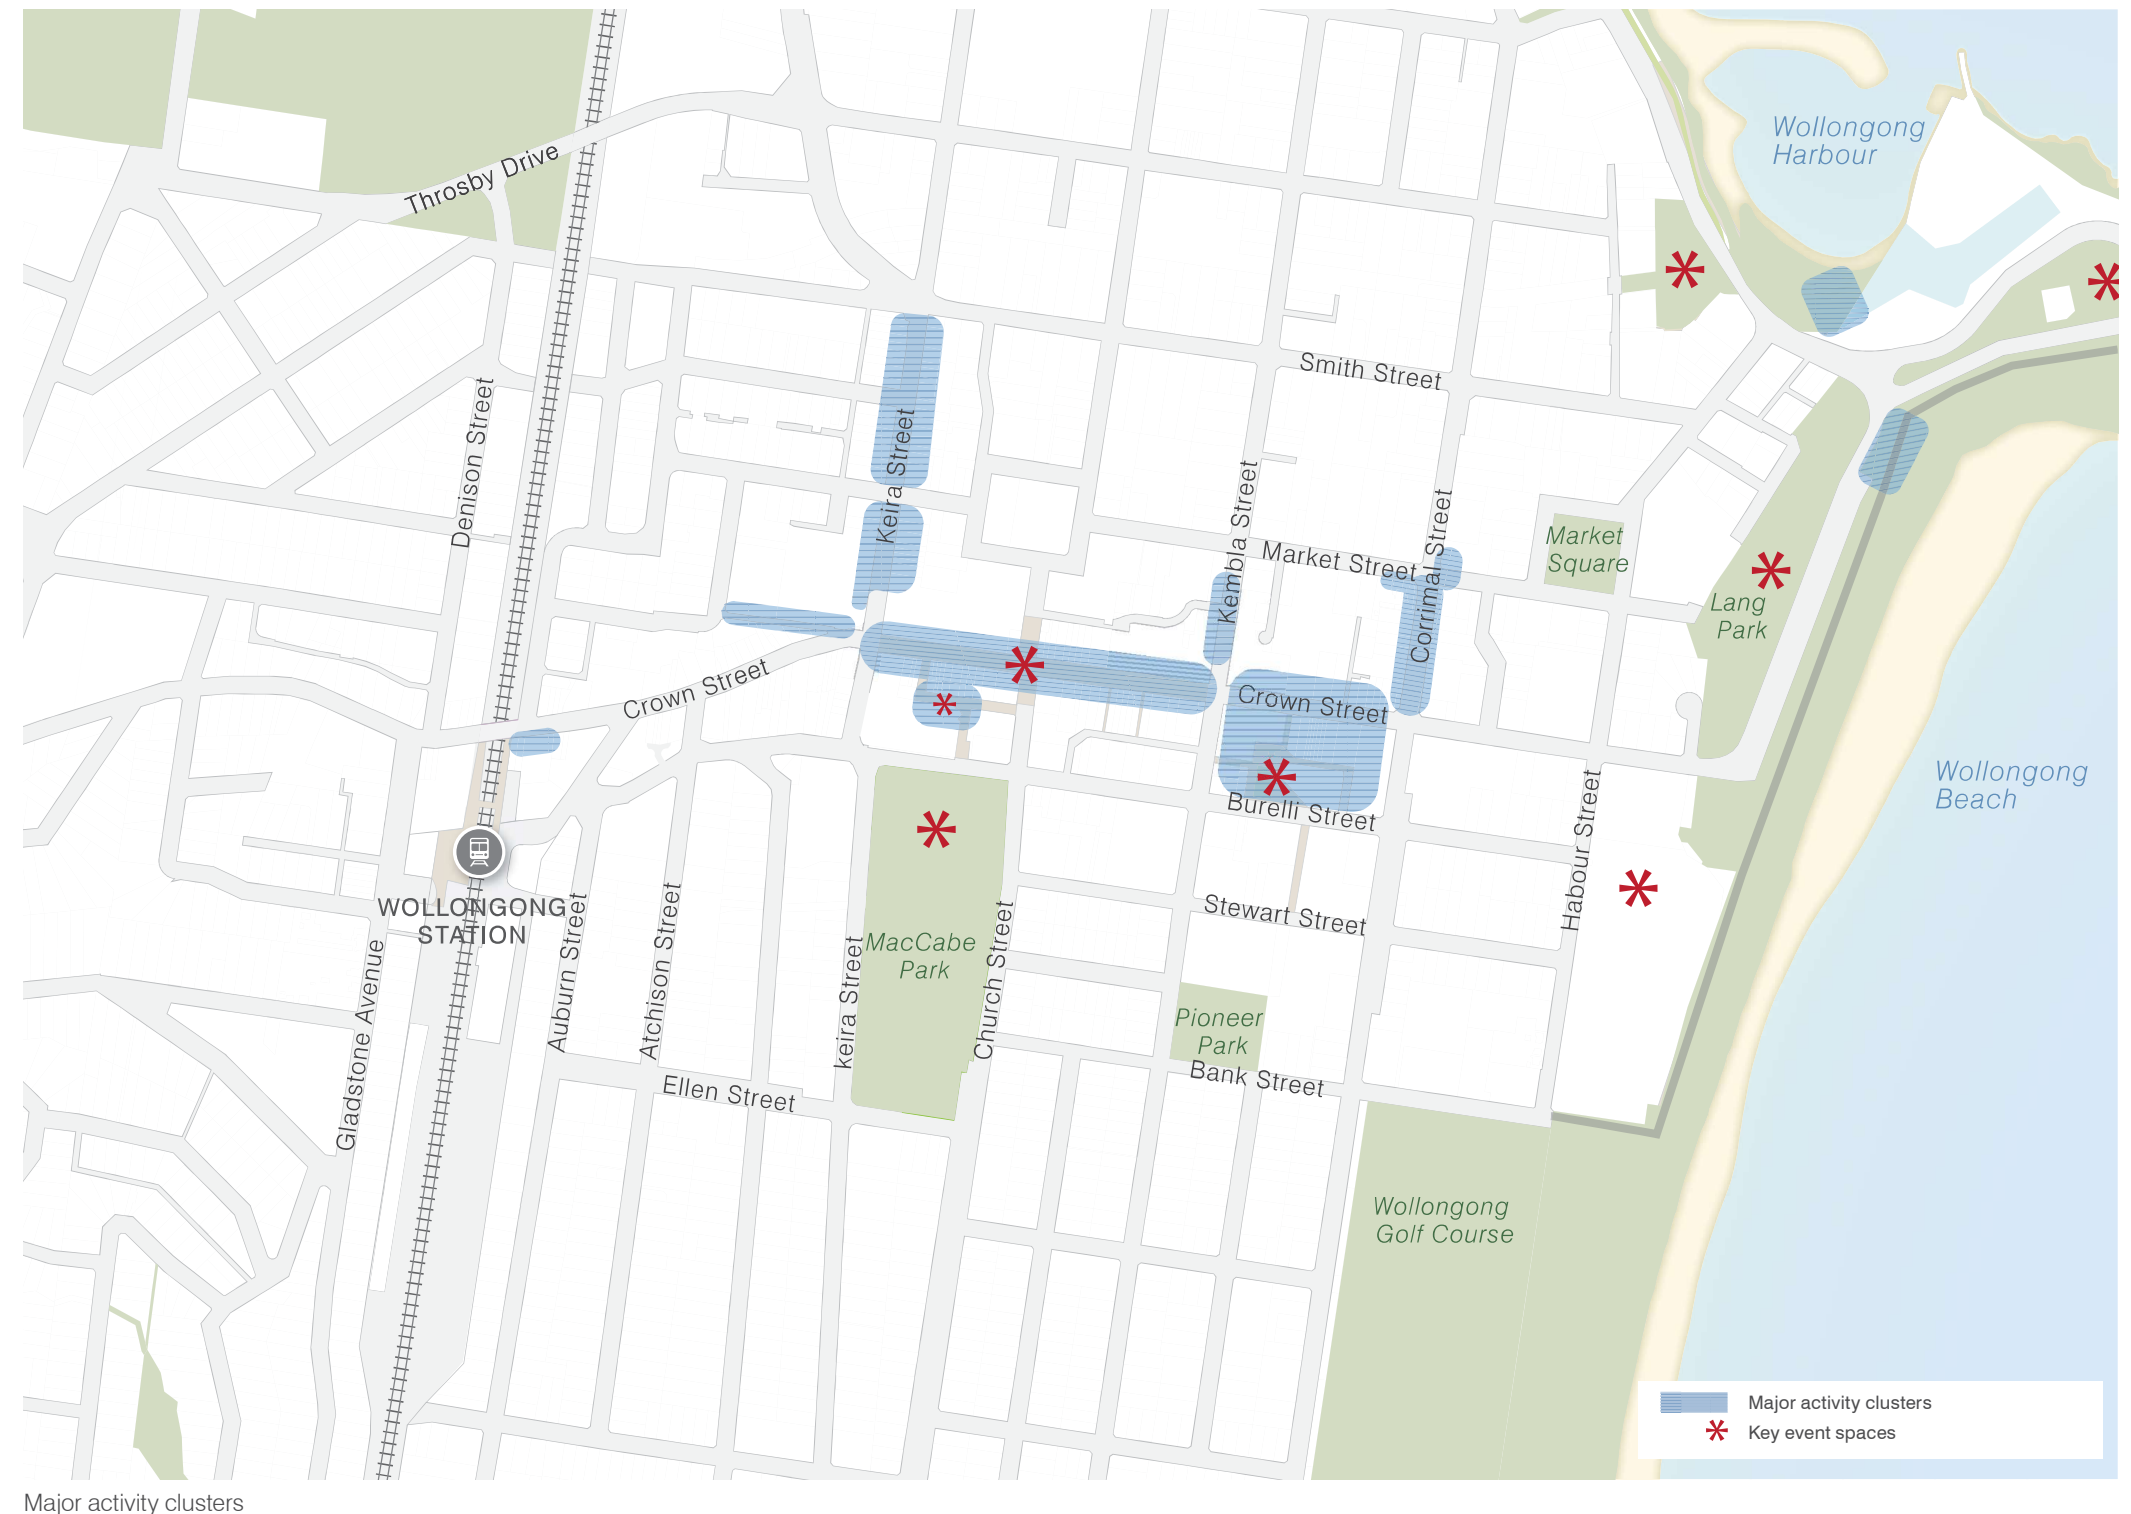 Wollongong
Harbour
Throsby Drive
Smith Street
Denison Street
Keira Street
Keira Street
Kembla Street
Corrimal Street
Market Street
Market
Square
Lang
Park
Crown Street
Crown Street
Wollongong
Beach
Burelli Street
Habour Street
WOLLONGONG
STATION
Stewart Street
Auburn Street
Atchison Street
keira Street
MacCabe
Park
Church Street
Gladstone Avenue
Pioneer
Park
Bank Street
Ellen Street
Wollongong
Golf Course
Major activity clusters
Key event spaces
Major activity clusters